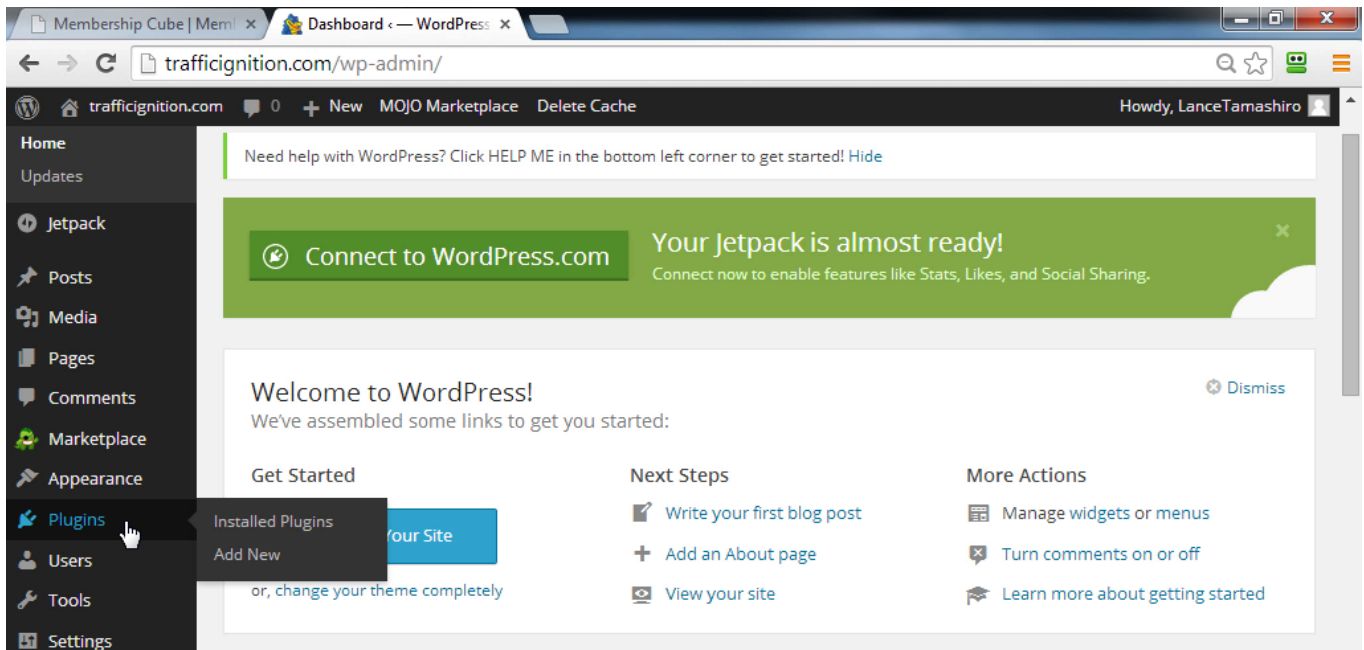 Membership Cube | Mem
Dashboard ‹ — WordPress
trafficignition.com/wp-admin/
trafficignition.com 0 + New MOJO Marketplace Delete Cache Howdy, LanceTamashiro
Home
Updates
Jetpack
Posts
Media
Pages
Comments
Marketplace
Appearance
Plugins
Installed Plugins
Add New
Users
Tools
Settings
Need help with WordPress? Click HELP ME in the bottom left corner to get started! Hide
Connect to WordPress.com
Your Jetpack is almost ready!
Connect now to enable features like Stats, Likes, and Social Sharing.
Welcome to WordPress!
Dismiss
We've assembled some links to get you started:
Get Started
Your Site
or, change your theme completely
Next Steps
Write your first blog post
Add an About page
View your site
More Actions
Manage widgets or menus
Turn comments on or off
Learn more about getting started